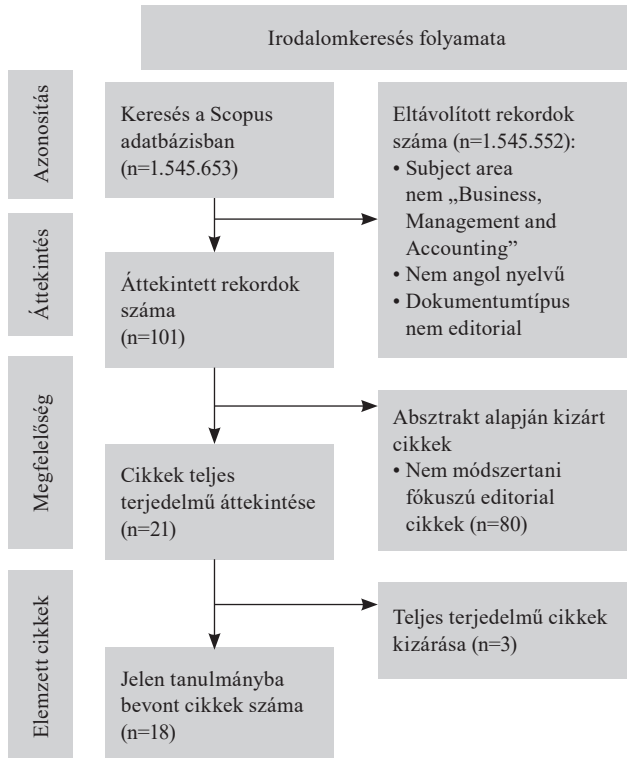 Irodalomkeresés folyamata
Azonosítás
Keresés a Scopus
adatbázisban
(n=1.545.653)
Eltávolított rekordok
száma (n=1.545.552):
• Subject area
nem „Business,
Management and
Accounting”
• Nem angol nyelvű
• Dokumentumtípus
nem editorial
Áttekintés
Áttekintett rekordok
száma
(n=101)
Megfelelőség
Absztrakt alapján kizárt
cikkek
• Nem módszertani
fókuszú editorial
cikkek (n=80)
Cikkek teljes
terjedelmű áttekintése
(n=21)
Elemzett cikkek
Teljes terjedelmű cikkek
kizárása (n=3)
Jelen tanulmányba
bevont cikkek száma
(n=18)